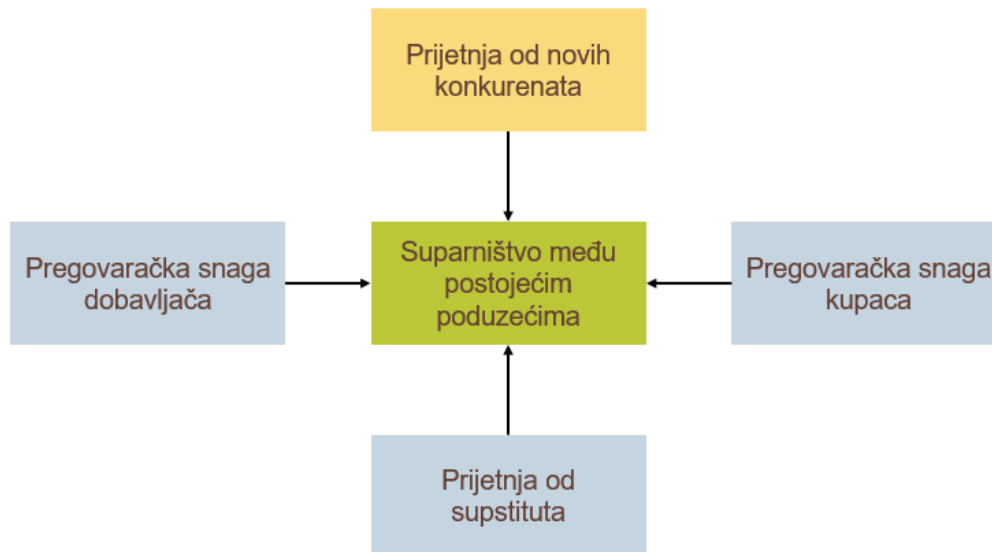 Prijetnja od novih
konkurenata
Pregovaračka snaga
dobavljača
Suparništvo među
postojećim
poduzećima
Pregovaračka snaga
kupaca
Prijetnja od
supstituta